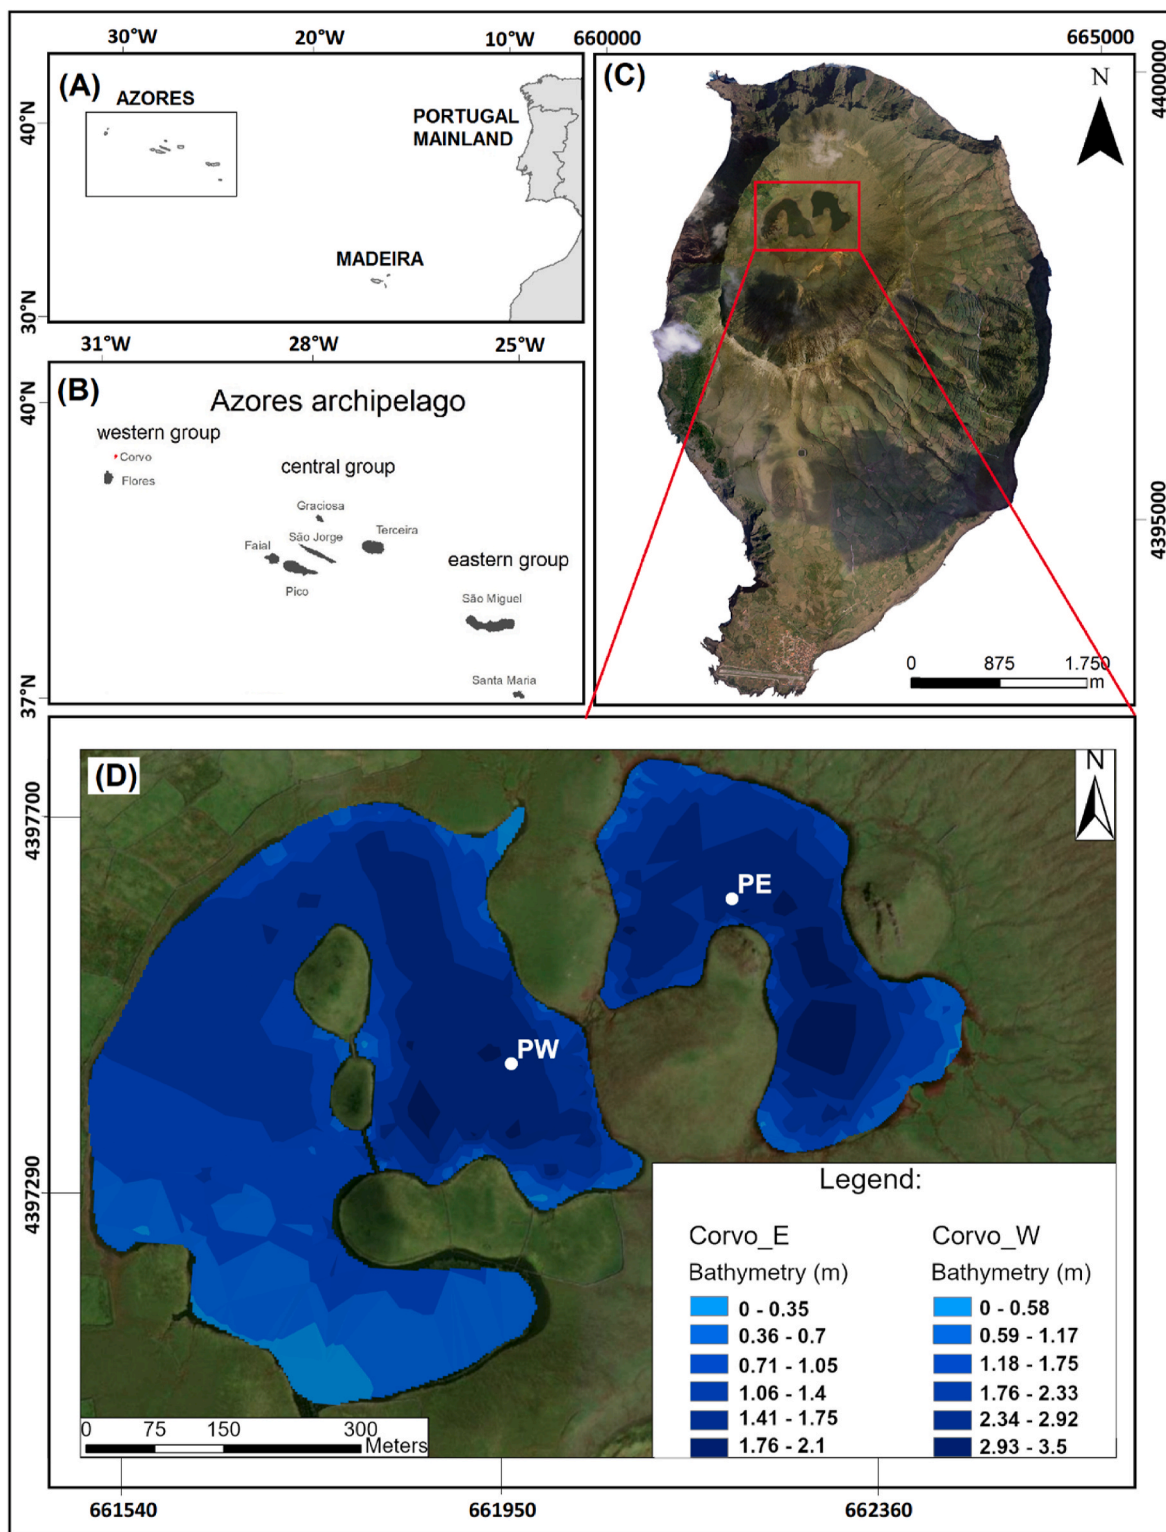 30°W
20°W
10°W
(A)
AZORES
PORTUGAL
MAINLAND
MADEIRA
40°N
30°N
31°W
28°W
25°W
(B)
Azores archipelago
western group
Corvo
Flores
central group
Graciosa
São Jorge
Terceira
Faial
Pico
eastern group
São Miguel
Santa Maria
40°N
37°N
660000
665000
(C)
N
4400000
4395000
0
875
1.750
m
(D)
N
PE
PW
4397700
4397290
0
75
150
300
Meters
Legend:
Corvo_E
Bathymetry (m)
0 - 0.35
0.36 - 0.7
0.71 - 1.05
1.06 - 1.4
1.41 - 1.75
1.76 - 2.1
Corvo_W
Bathymetry (m)
0 - 0.58
0.59 - 1.17
1.18 - 1.75
1.76 - 2.33
2.34 - 2.92
2.93 - 3.5
661540
661950
662360